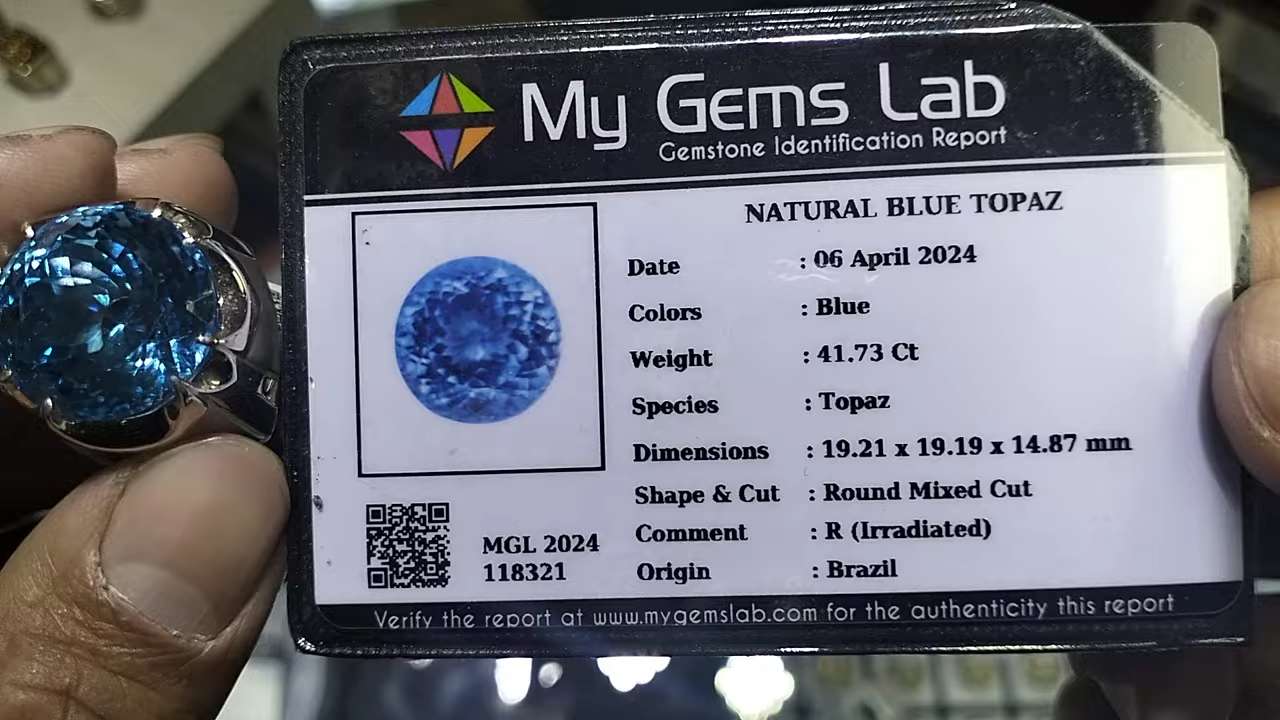 My Gems Lab
Gemstone Identification Report
NATURAL BLUE TOPAZ
Date : 06 April 2024
Colors : Blue
Weight : 41.73 Ct
Species : Topaz
Dimensions : 19.21 x 19.19 x 14.87 mm
Shape & Cut : Round Mixed Cut
Comment : R (Irradiated)
Origin : Brazil
MGL 2024
118321
Verify the report at www.mygemslab.com for the authenticity this report